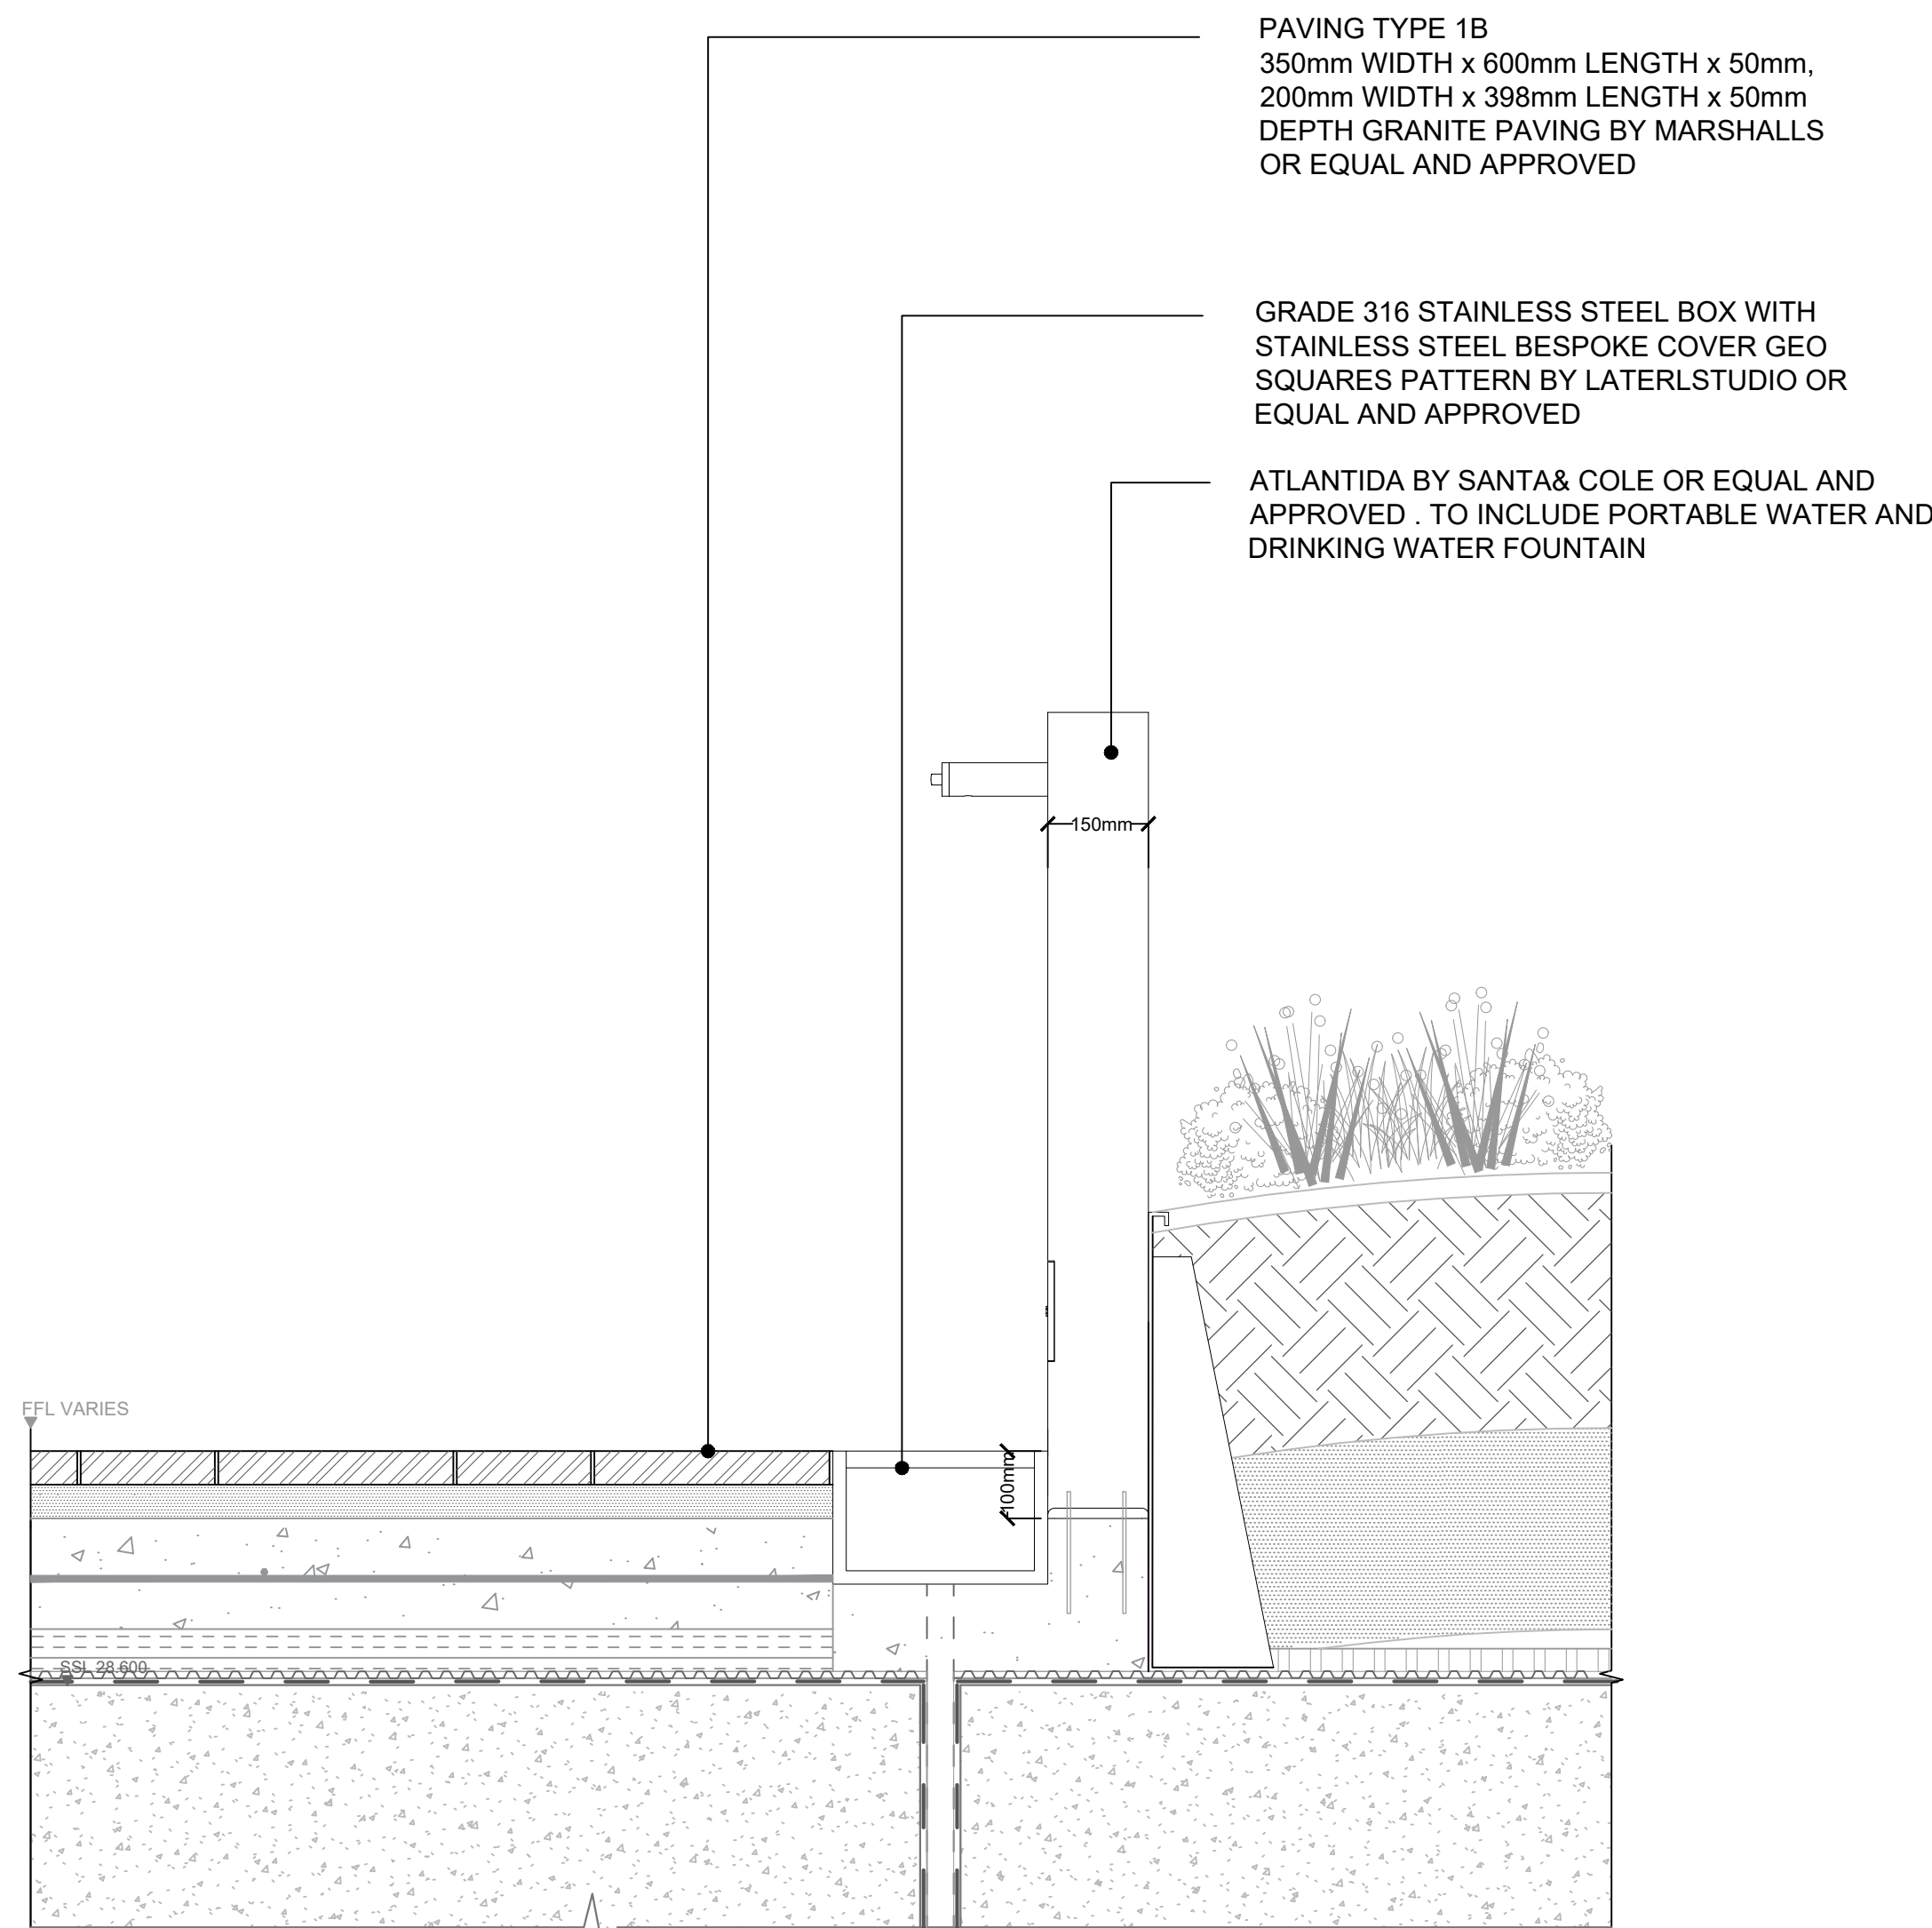 PAVING TYPE 1B
350mm WIDTH x 600mm LENGTH x 50mm,
200mm WIDTH x 398mm LENGTH x 50mm
DEPTH GRANITE PAVING BY MARSHALLS
OR EQUAL AND APPROVED
GRADE 316 STAINLESS STEEL BOX WITH
STAINLESS STEEL BESPOKE COVER GEO
SQUARES PATTERN BY LATERLSTUDIO OR
EQUAL AND APPROVED
ATLANTIDA BY SANTA& COLE OR EQUAL AND
APPROVED . TO INCLUDE PORTABLE WATER AND
DRINKING WATER FOUNTAIN
150mm
FFL VARIES
100mm
SSL 28.600